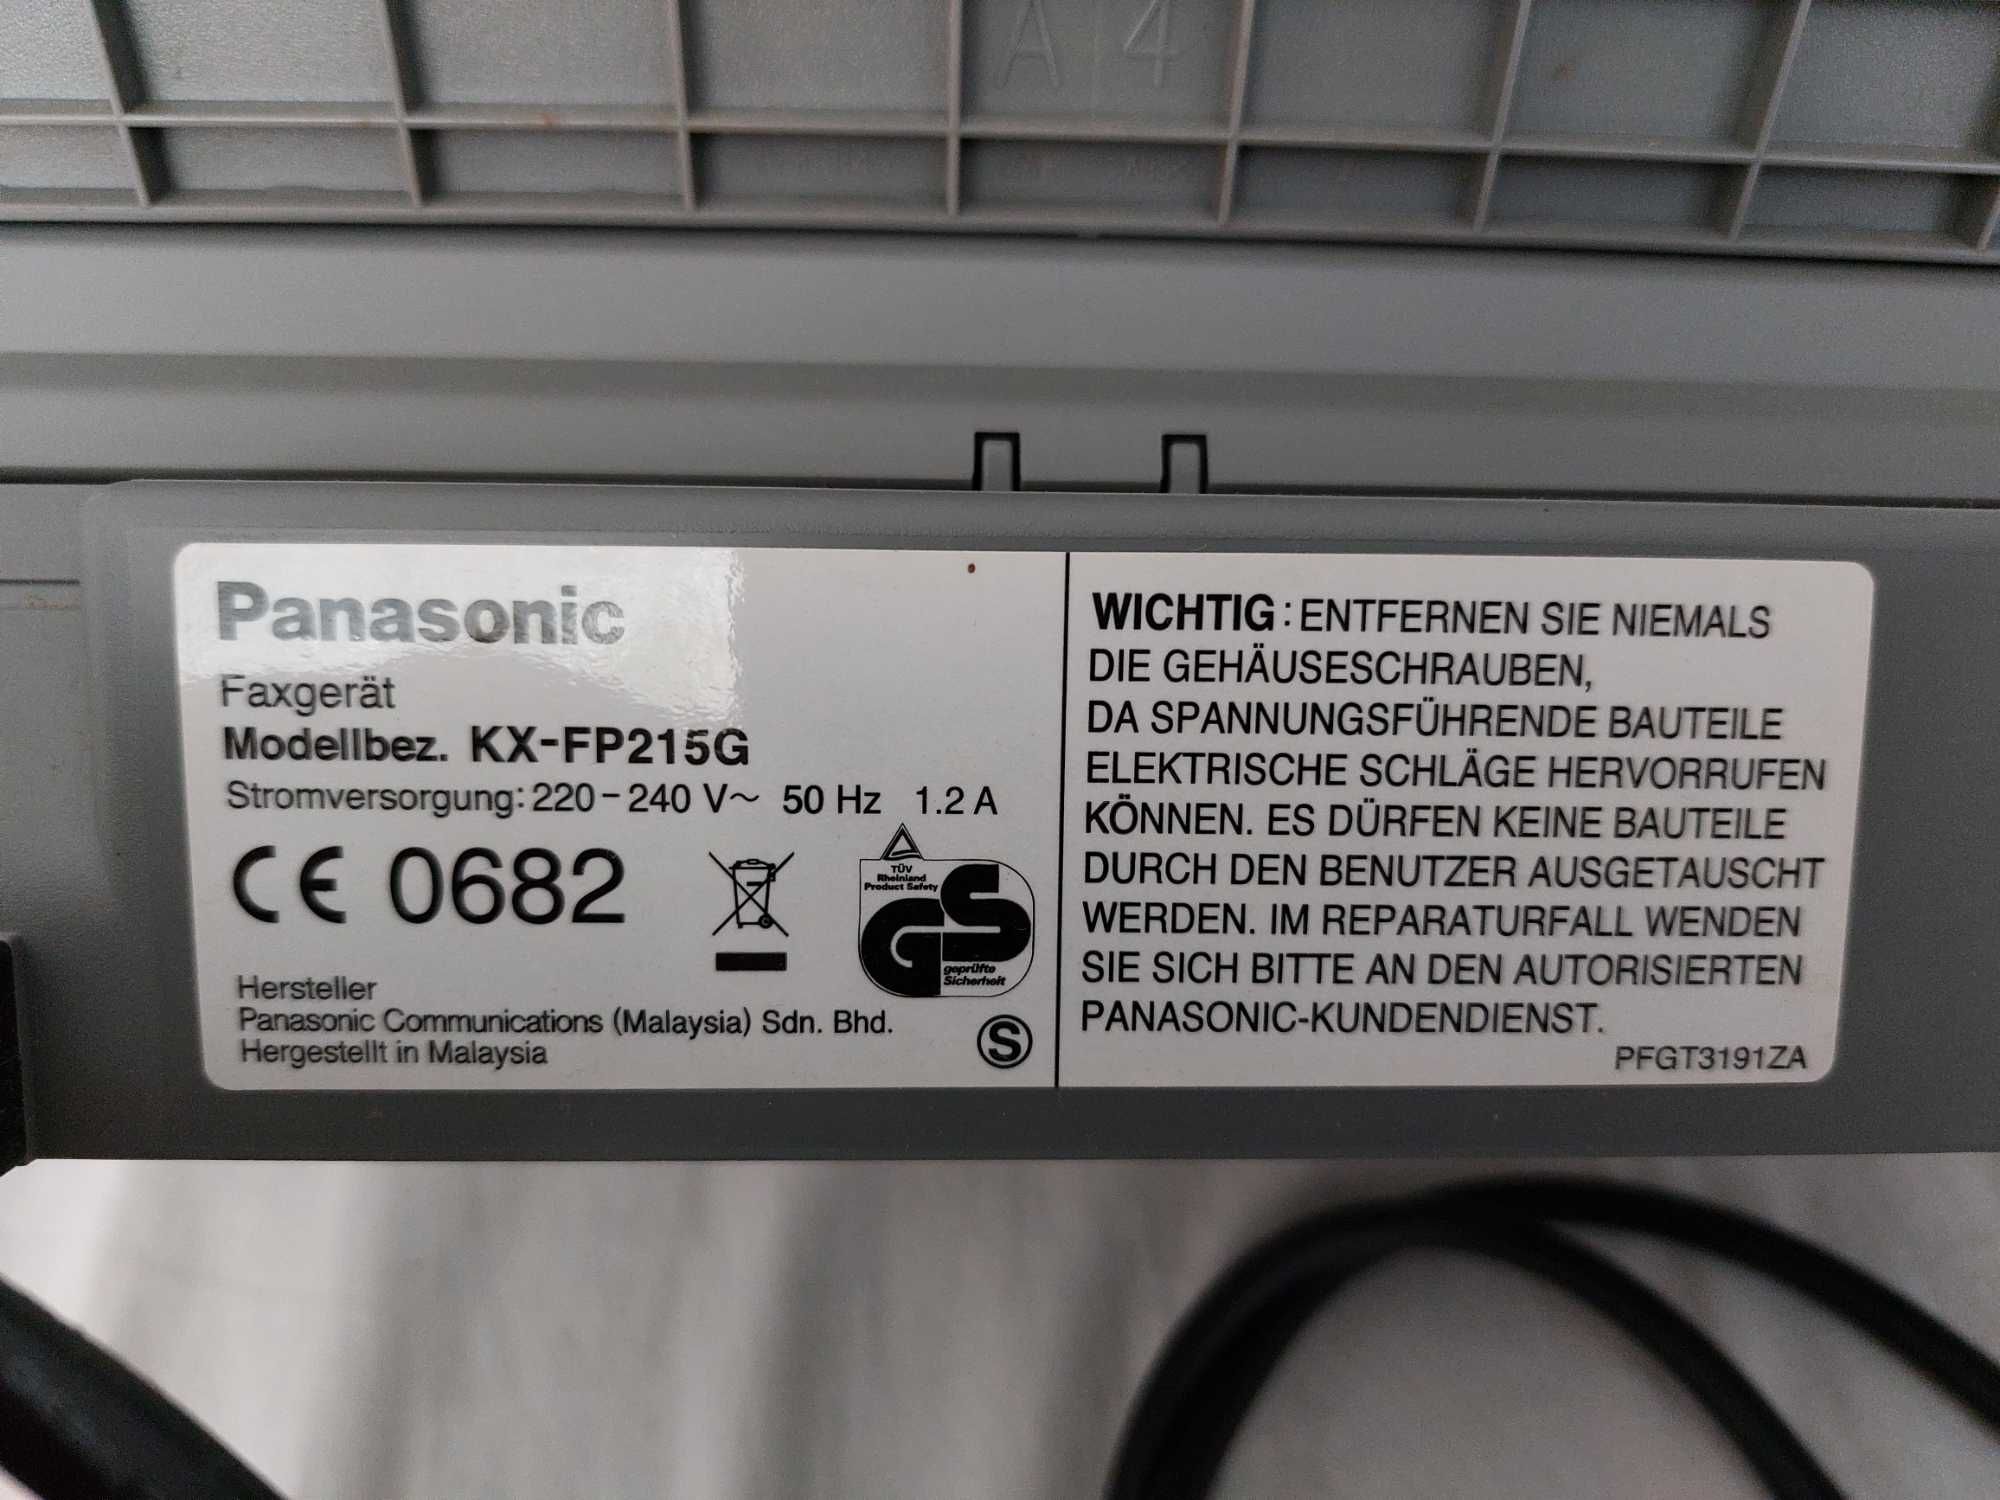 A4
Panasonic
Faxgerät
Modellbez. KX-FP215G
Stromversorgung: 220-240 V~ 50 Hz 1.2 A
CE 0682
TÜV
Rheinland
Product Safety
GS
geprüfte
Sicherheit
Hersteller
Panasonic Communications (Malaysia) Sdn. Bhd.
Hergestellt in Malaysia
S
WICHTIG: ENTFERNEN SIE NIEMALS
DIE GEHÄUSESCHRAUBEN,
DA SPANNUNGSFÜHRENDE BAUTEILE
ELEKTRISCHE SCHLÄGE HERVORRUFEN
KÖNNEN. ES DÜRFEN KEINE BAUTEILE
DURCH DEN BENUTZER AUSGETAUSCHT
WERDEN. IM REPARATURFALL WENDEN
SIE SICH BITTE AN DEN AUTORISIERTEN
PANASONIC-KUNDENDIENST.
PFGT3191ZA